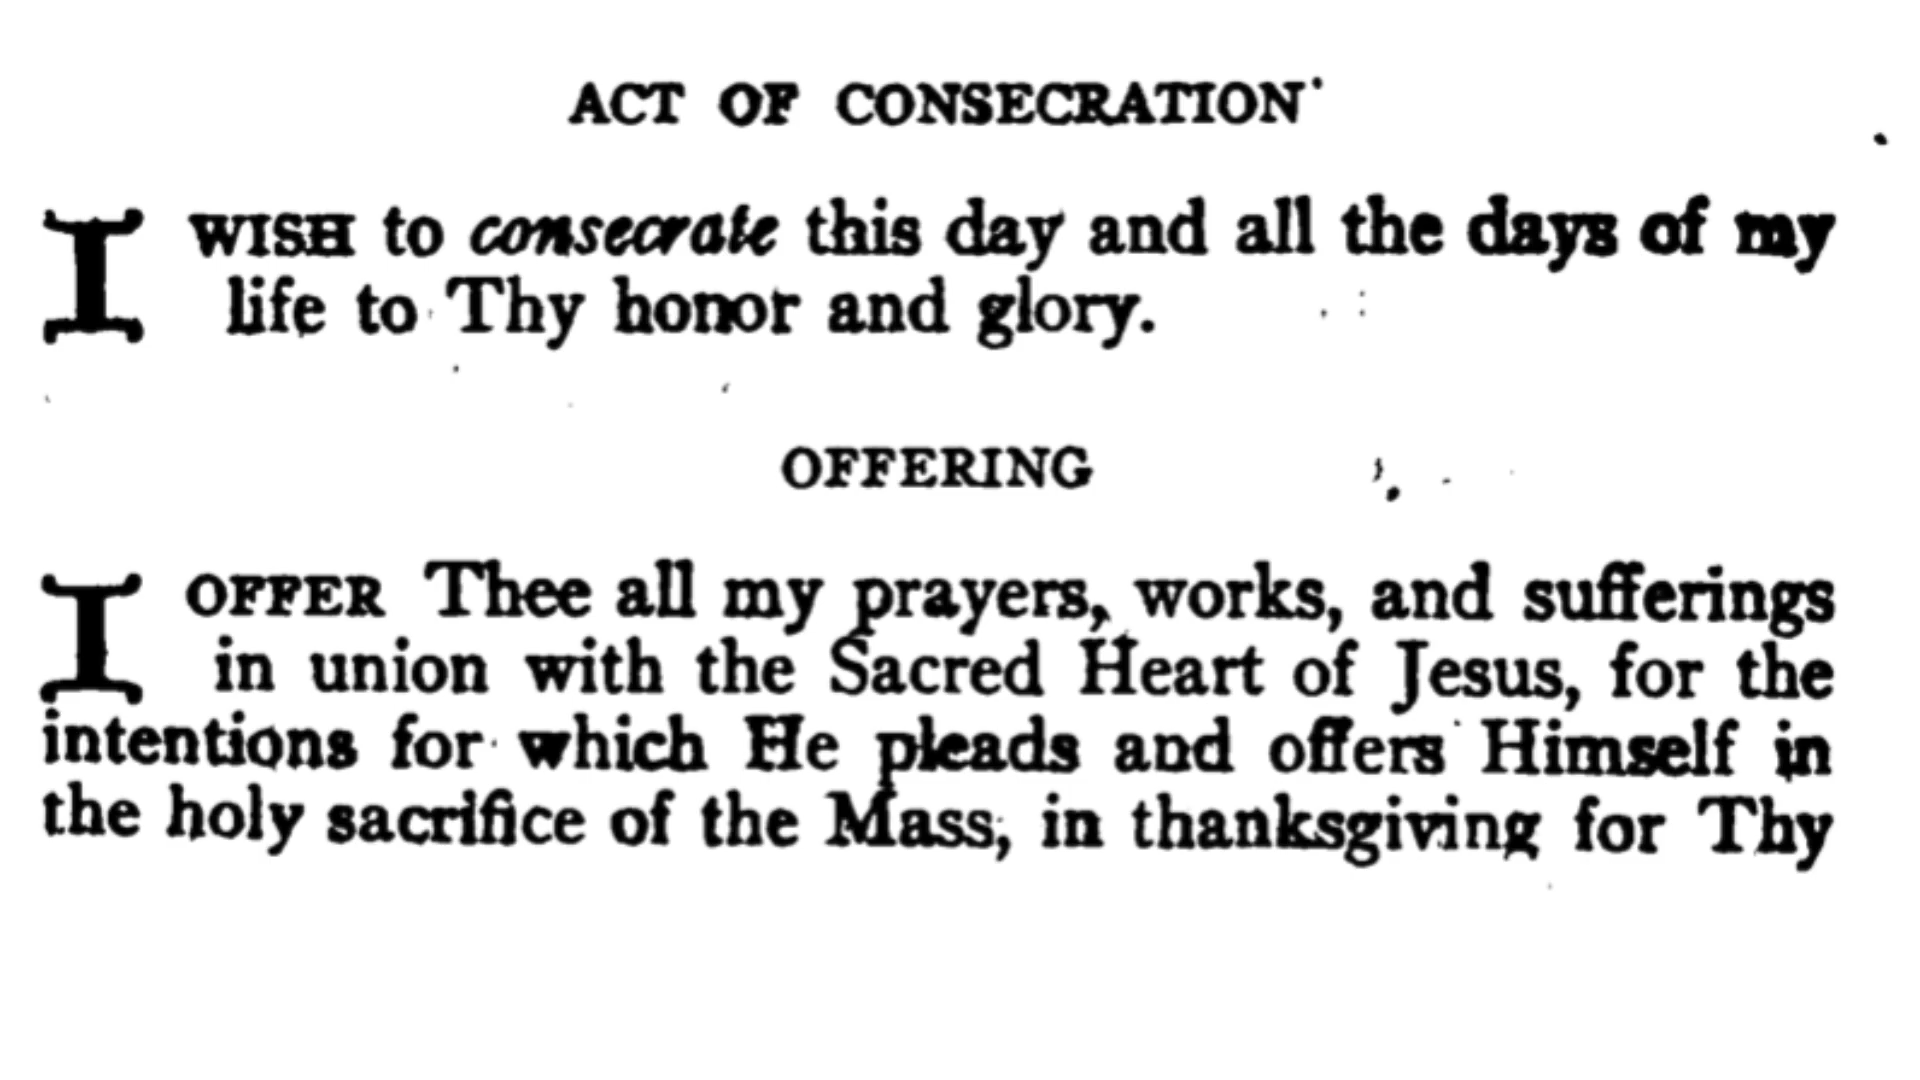 ACT OF CONSECRATION
I WISH to consecrate this day and all the days of my
life to Thy honor and glory.
OFFERING
I OFFER Thee all my prayers, works, and sufferings
in union with the Sacred Heart of Jesus, for the
intentions for which He pleads and offers Himself in
the holy sacrifice of the Mass, in thanksgiving for Thy